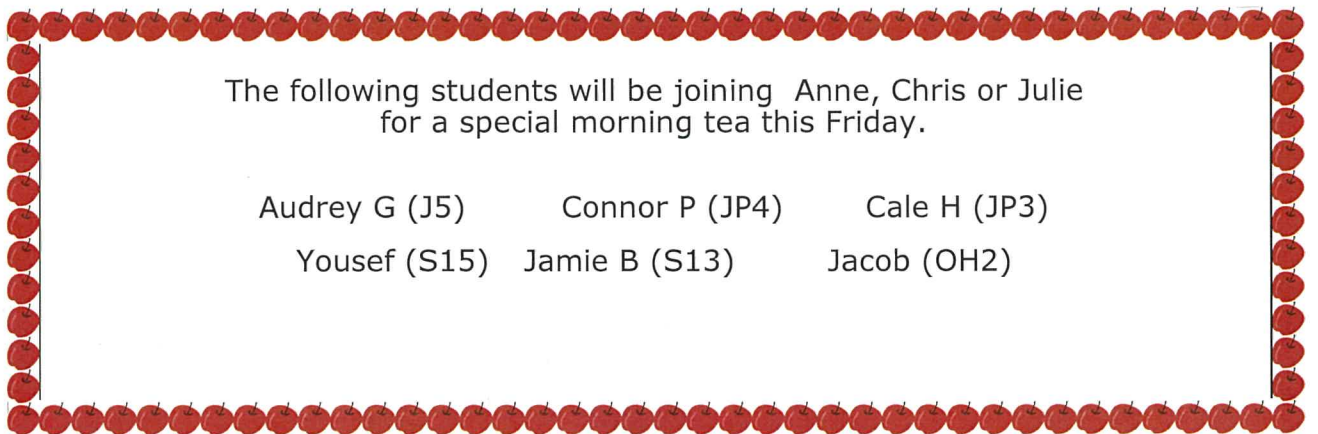 The following students will be joining Anne, Chris or Julie
for a special morning tea this Friday.
Audrey G (J5) Connor P (JP4) Cale H (JP3)
Yousef (S15) Jamie B (S13) Jacob (OH2)